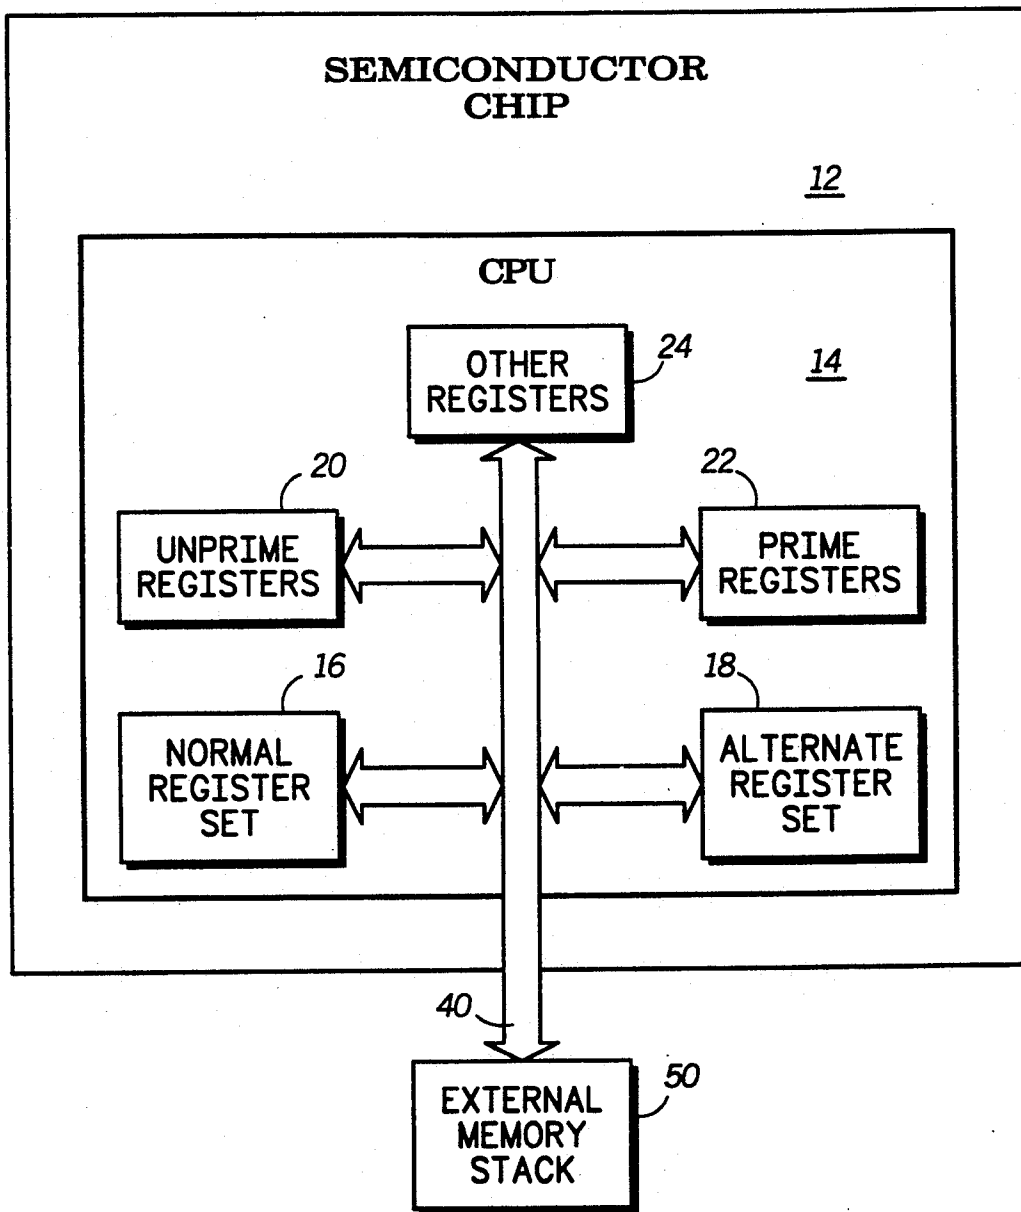 SEMICONDUCTOR
CHIP
12
CPU
14
OTHER
REGISTERS
24
20
UNPRIME
REGISTERS
22
PRIME
REGISTERS
16
NORMAL
REGISTER
SET
18
ALTERNATE
REGISTER
SET
40
EXTERNAL
MEMORY
STACK
50